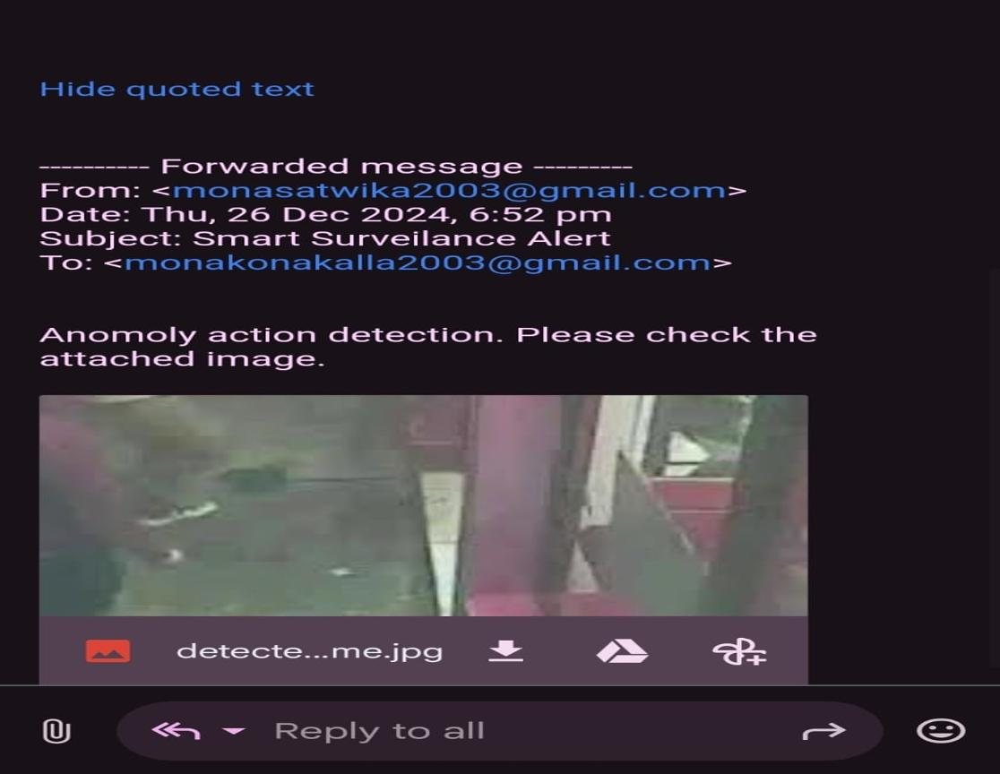 Hide quoted text
---------- Forwarded message ---------
From: <monasatwika2003@gmail.com>
Date: Thu, 26 Dec 2024, 6:52 pm
Subject: Smart Surveilance Alert
To: <monakonakalla2003@gmail.com>
Anomoly action detection. Please check the
attached image.
detecte...me.jpg
Reply to all